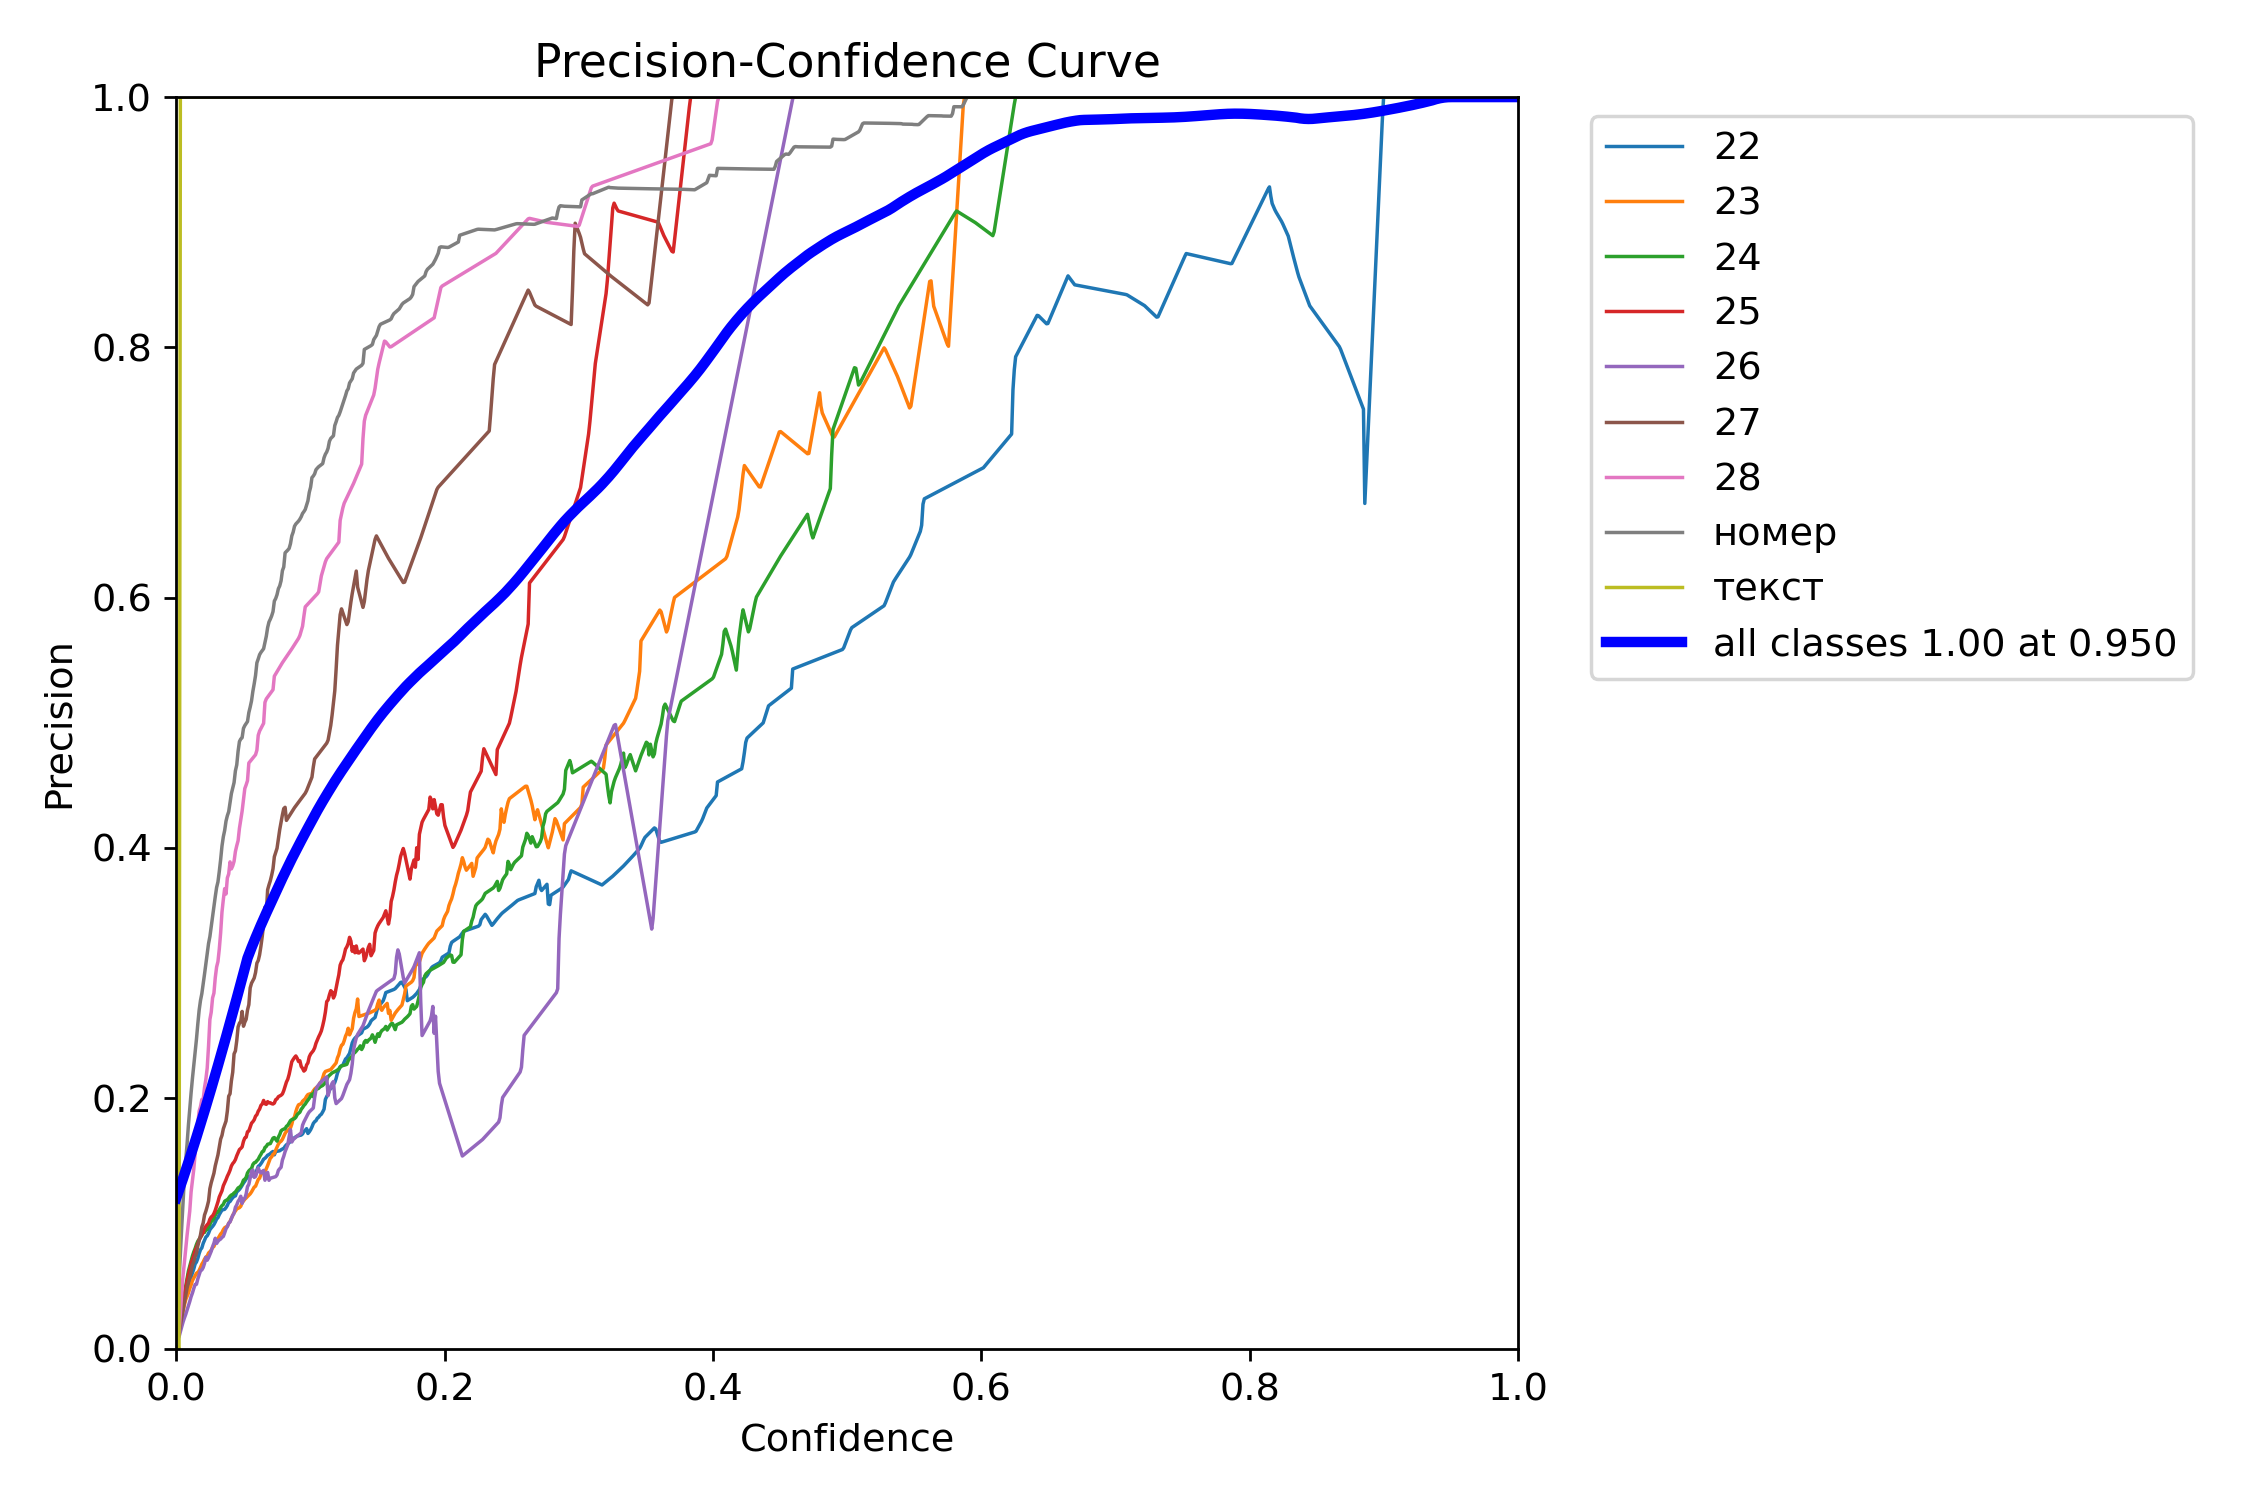 Precision-Confidence Curve
1.0
0.8
0.6
0.4
0.2
0.0
Precision
0.0 0.2 0.4 0.6 0.8 1.0
Confidence
22
23
24
25
26
27
28
номер
текст
all classes 1.00 at 0.950